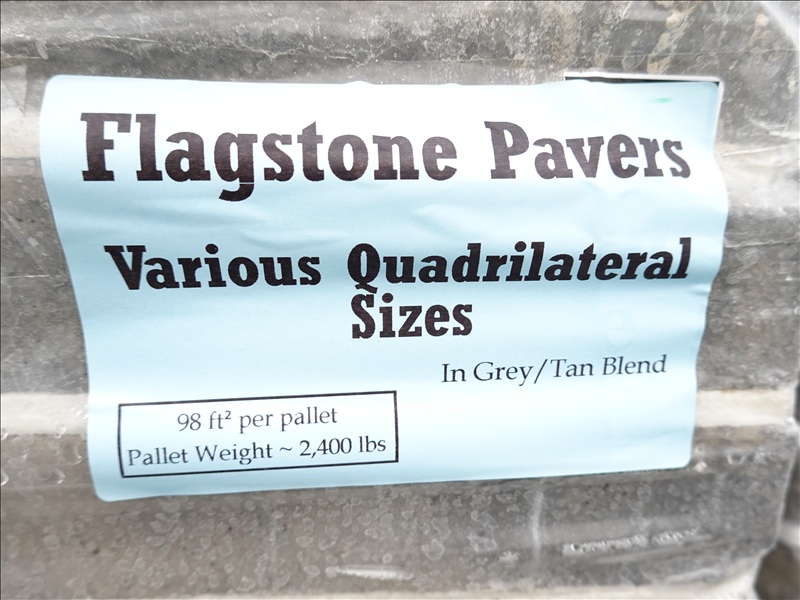 Flagstone Pavers
Various Quadrilateral
Sizes
In Grey/Tan Blend
98 ft² per pallet
Pallet Weight ~ 2,400 lbs